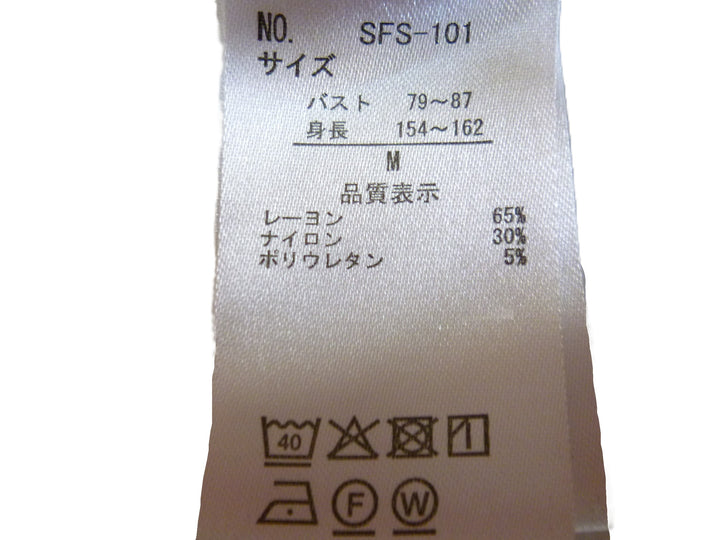 NO. SFS-101
サイズ
バスト 79～87
身長 154～162
M
品質表示
レーヨン 65%
ナイロン 30%
ポリウレタン 5%
40
F W